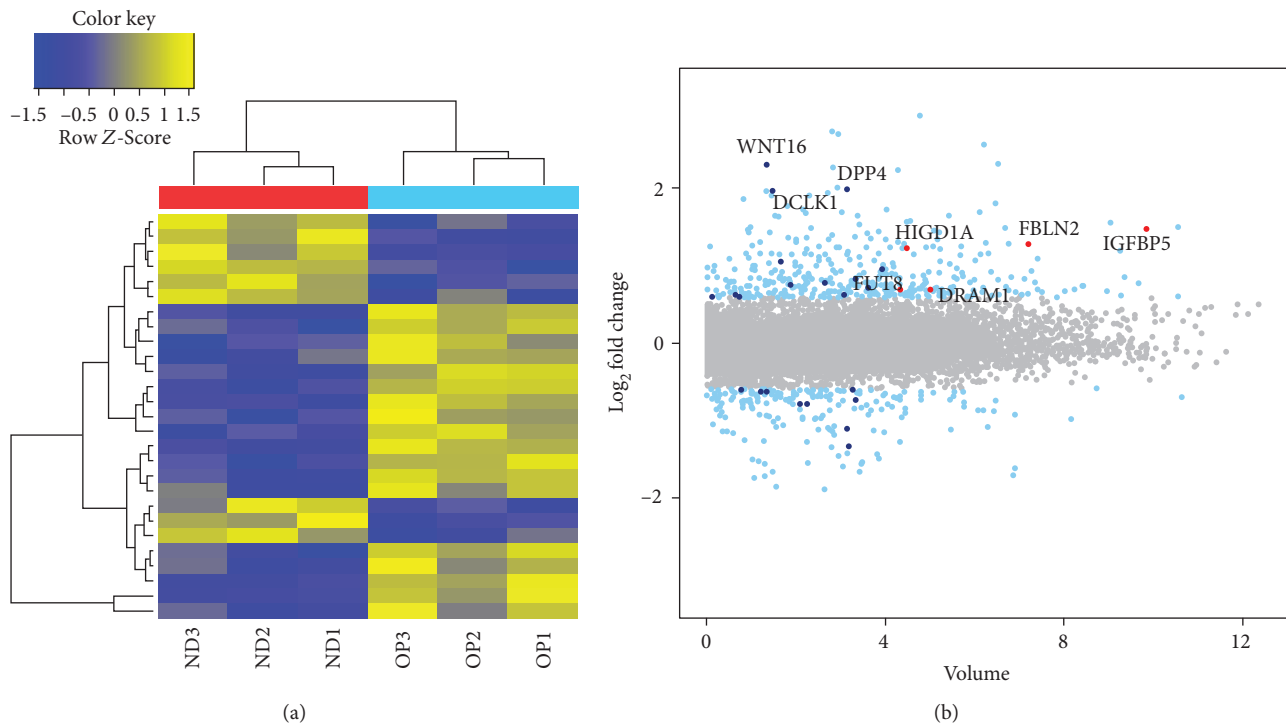 Color key
−1.5 −0.5 0 0.5 1 1.5
Row Z-Score
ND3 ND2 ND1 OP3 OP2 OP1
(a)
Log2 fold change
2
0
−2
WNT16
DPP4
DCLK1
HIGD1A
FBLN2
IGFBP5
FUT8
DRAM1
0 4 8 12
Volume
(b)